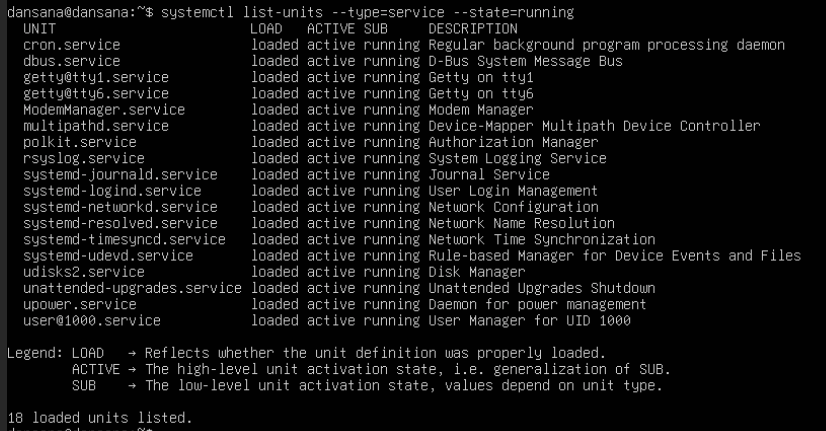 dansana@dansana:~$ systemctl list-units --type=service --state=running
  UNIT                        LOAD   ACTIVE SUB     DESCRIPTION
  cron.service                loaded active running Regular background program processing daemon
  dbus.service                loaded active running D-Bus System Message Bus
  getty@tty1.service          loaded active running Getty on tty1
  getty@tty6.service          loaded active running Getty on tty6
  ModemManager.service        loaded active running Modem Manager
  multipathd.service          loaded active running Device-Mapper Multipath Device Controller
  polkit.service              loaded active running Authorization Manager
  rsyslog.service             loaded active running System Logging Service
  systemd-journald.service    loaded active running Journal Service
  systemd-logind.service      loaded active running User Login Management
  systemd-networkd.service    loaded active running Network Configuration
  systemd-resolved.service    loaded active running Network Name Resolution
  systemd-timesyncd.service   loaded active running Network Time Synchronization
  systemd-udevd.service       loaded active running Rule-based Manager for Device Events and Files
  udisks2.service             loaded active running Disk Manager
  unattended-upgrades.service loaded active running Unattended Upgrades Shutdown
  upower.service              loaded active running Daemon for power management
  user@1000.service           loaded active running User Manager for UID 1000

Legend: LOAD   → Reflects whether the unit definition was properly loaded.
        ACTIVE → The high-level unit activation state, i.e. generalization of SUB.
        SUB    → The low-level unit activation state, values depend on unit type.

18 loaded units listed.
dansana@dansana:~$